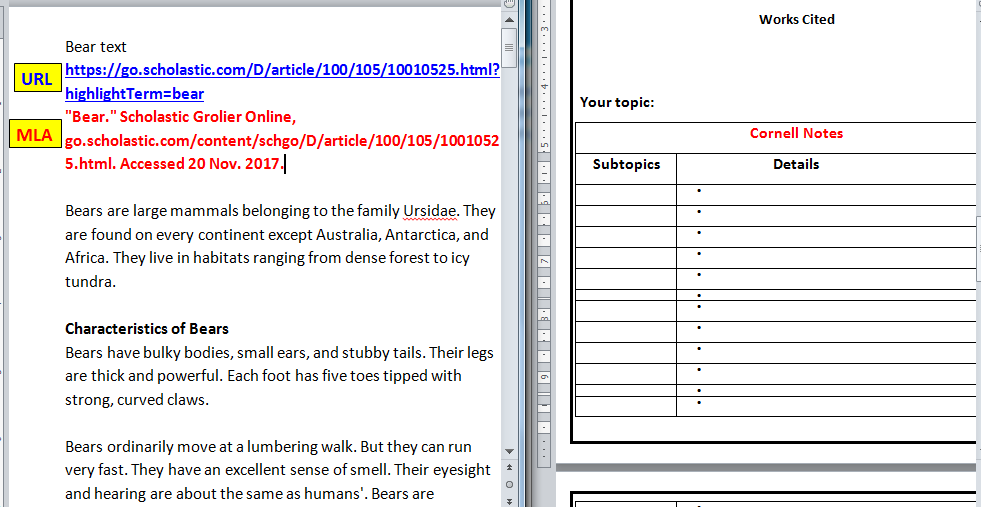 Bear text
URL
https://go.scholastic.com/D/article/100/105/10010525.html?
highlightTerm=bear
"Bear." Scholastic Grolier Online,
MLA
go.scholastic.com/content/schgo/D/article/100/105/1001052
5.html. Accessed 20 Nov. 2017.
Bears are large mammals belonging to the family Ursidae. They
are found on every continent except Australia, Antarctica, and
Africa. They live in habitats ranging from dense forest to icy
tundra.
Characteristics of Bears
Bears have bulky bodies, small ears, and stubby tails. Their legs
are thick and powerful. Each foot has five toes tipped with
strong, curved claws.
Bears ordinarily move at a lumbering walk. But they can run
very fast. They have an excellent sense of smell. Their eyesight
and hearing are about the same as humans'. Bears are
Works Cited
Your topic:
Cornell Notes
Subtopics Details